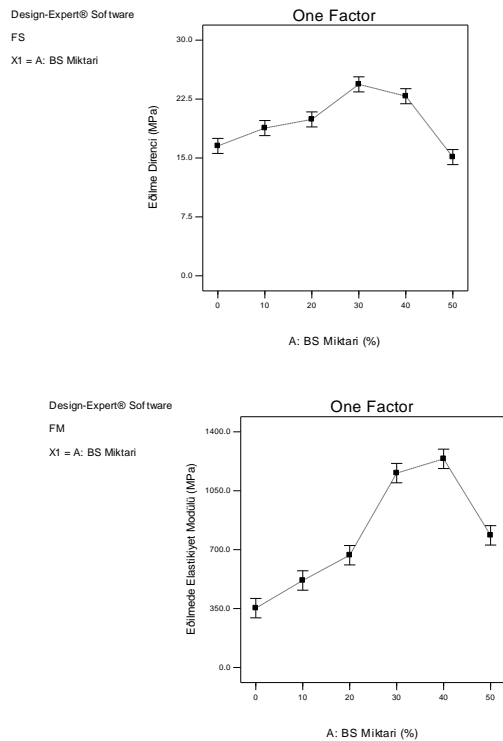 Design-Expert® Software
FS
X1 = A: BS Miktari
One Factor
30.0
22.5
15.0
7.5
0.0
Eðilme Direnci (MPa)
0 10 20 30 40 50
A: BS Miktari (%)
Design-Expert® Software
FM
X1 = A: BS Miktari
One Factor
1400.0
1050.0
700.0
350.0
0.0
Eðilmede Elastikiyet Modülü (MPa)
0 10 20 30 40 50
A: BS Miktari (%)